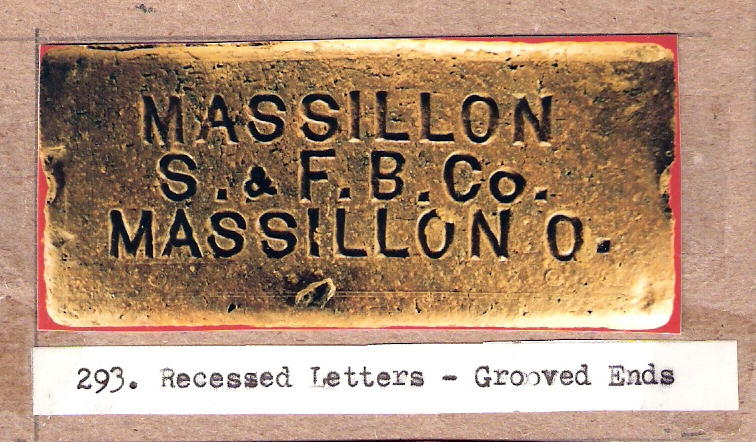 MASSILLON
S. & F. B. Co.
MASSILLON O.
293. Recessed Letters - Grooved Ends